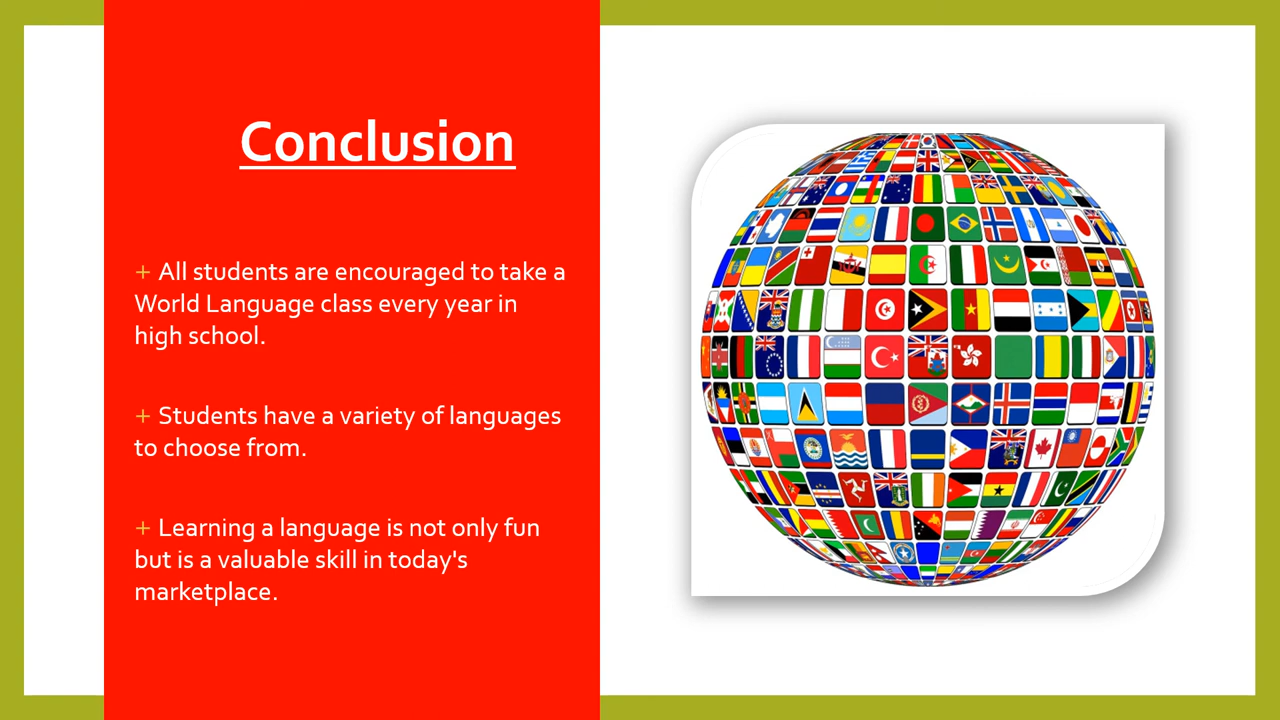 Conclusion
+ All students are encouraged to take a
World Language class every year in
high school.
+ Students have a variety of languages
to choose from.
+ Learning a language is not only fun
but is a valuable skill in today's
marketplace.